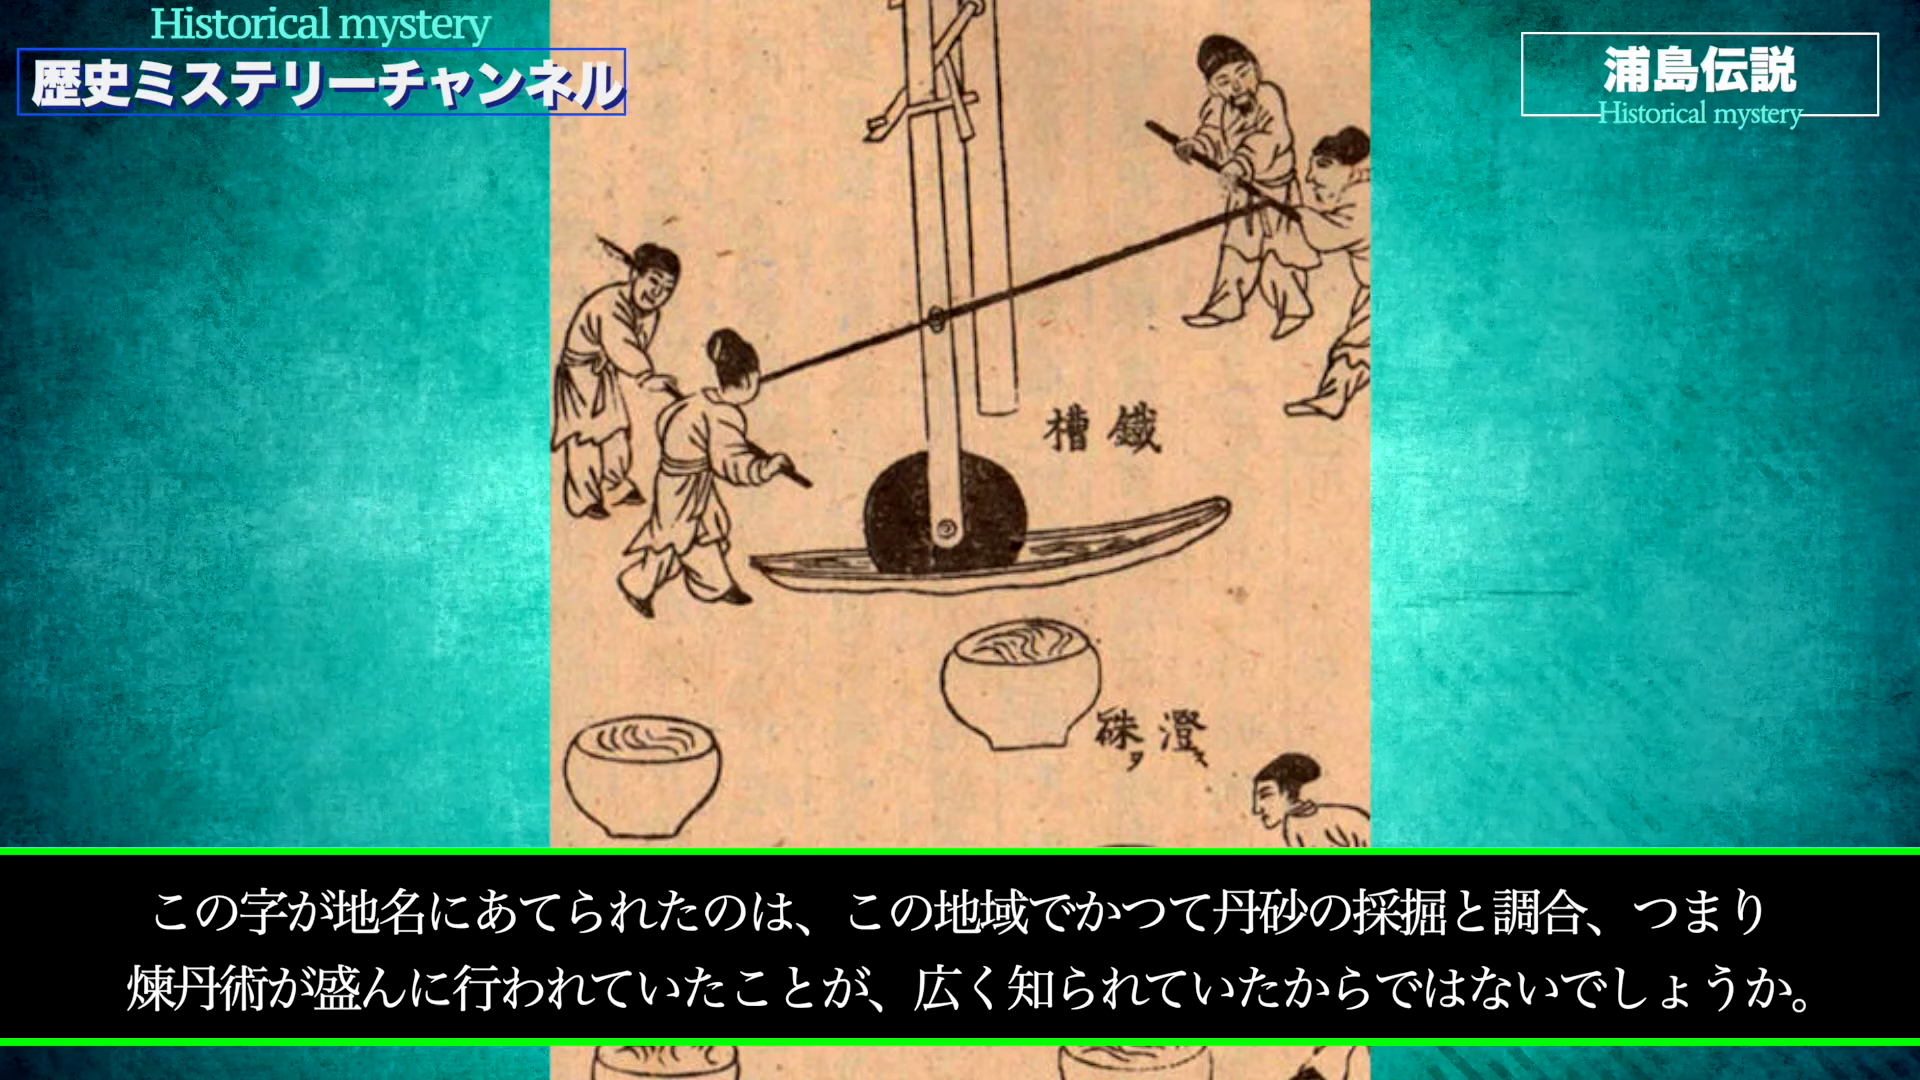 Historical mystery
歴史ミステリーチャンネル
浦島伝説
Historical mystery
槽鐵
硃澄
タス
この字が地名にあてられたのは、この地域でかつて丹砂の採掘と調合、つまり
煉丹術が盛んに行われていたことが、広く知られていたからではないでしょうか。